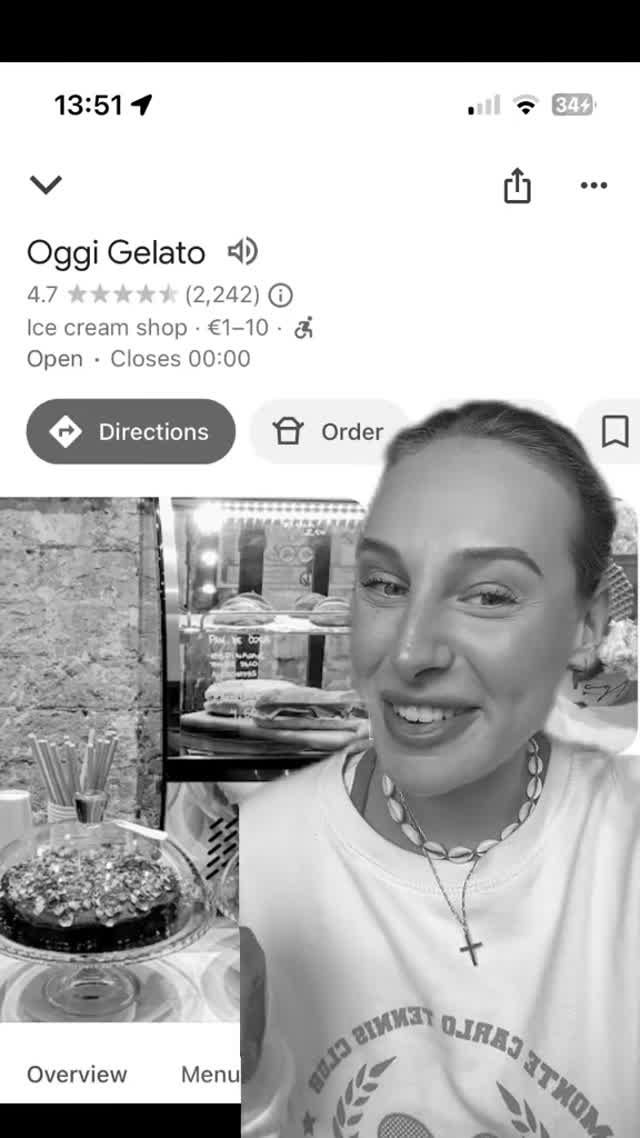 13:51
34
Oggi Gelato
4.7 (2,242)
Ice cream shop · €1–10 ·
Open · Closes 00:00
Directions
Order
Overview
Menu
MONTE CARLO TENNIS CLUB